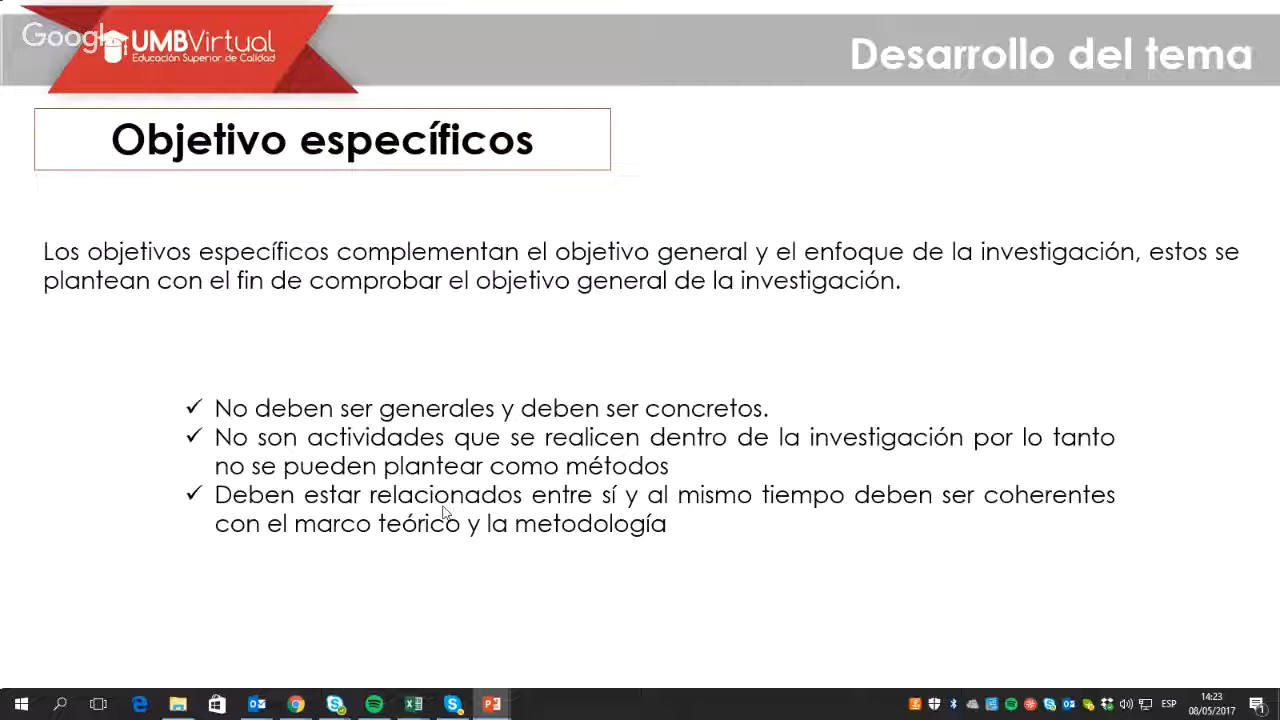 Google
UMBVirtual
Educación Superior de Calidad
Desarrollo del tema
Objetivo específicos
Los objetivos específicos complementan el objetivo general y el enfoque de la investigación, estos se
plantean con el fin de comprobar el objetivo general de la investigación.
✓ No deben ser generales y deben ser concretos.
✓ No son actividades que se realicen dentro de la investigación por lo tanto
no se pueden plantear como métodos
✓ Deben estar relacionados entre sí y al mismo tiempo deben ser coherentes
con el marco teórico y la metodología
ESP
14:23
08/05/2017